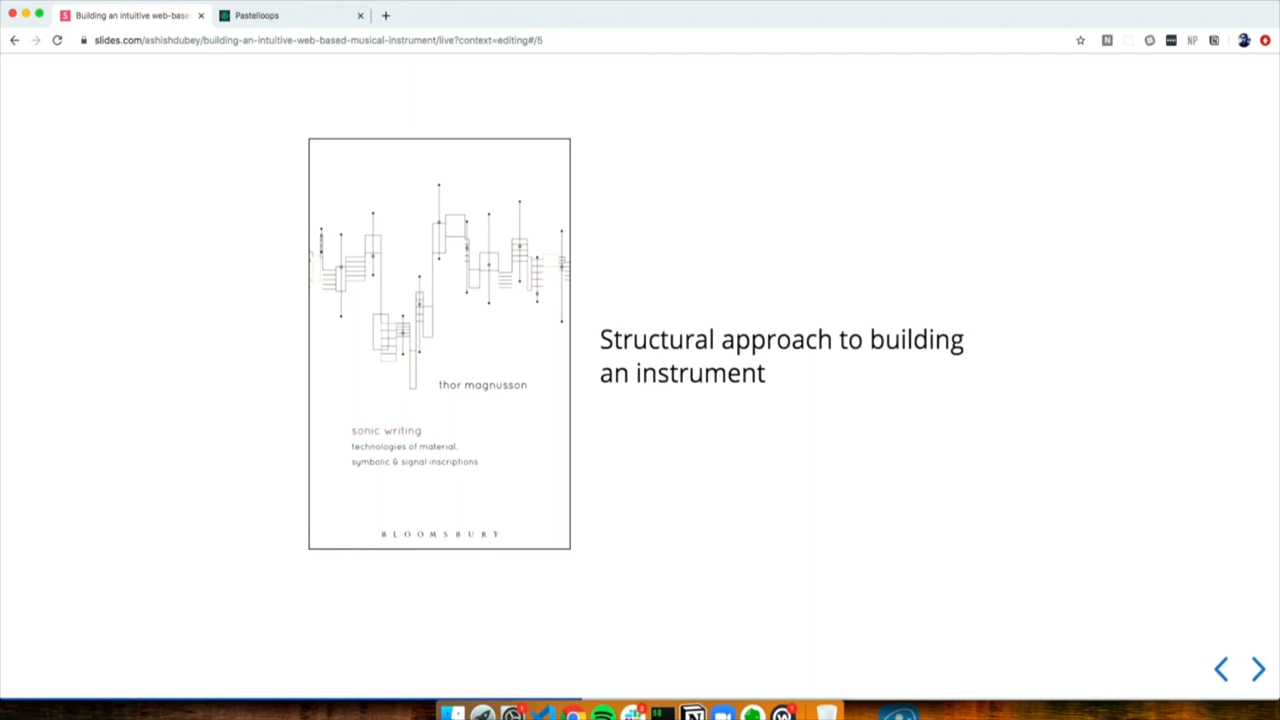 Building an intuitive web-base
Pastelloops
slides.com/ashishdubey/building-an-intuitive-web-based-musical-instrument/live?context=editing#/5
NP
thor magnusson
sonic writing
technologies of material,
symbolic & signal inscriptions
BLOOMSBURY
Structural approach to building
an instrument